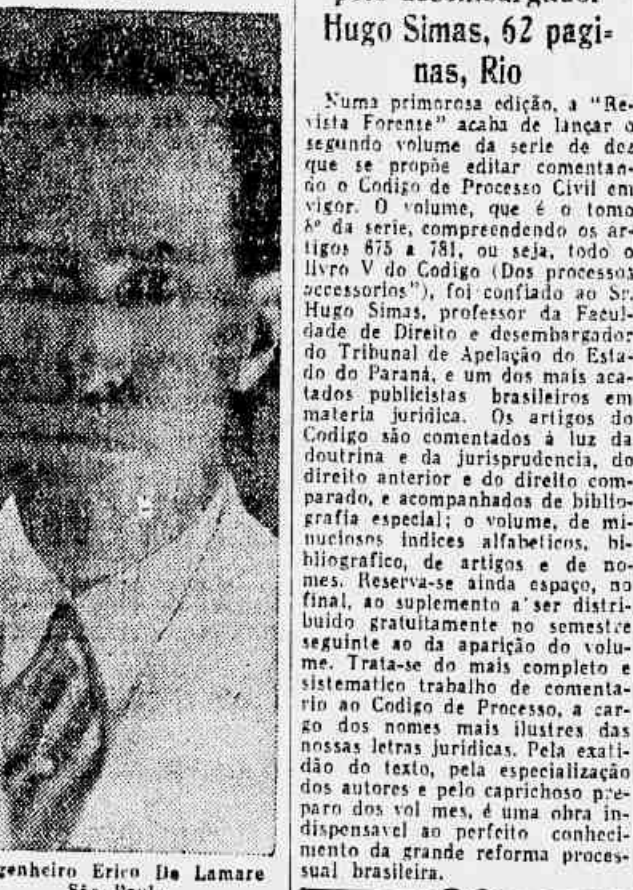 Hugo Simas, 62 pagi-
nas, Rio
Numa primorosa edição, a "Re-
vista Forense" acaba de lançar o
segundo volume da serie de dez
que se propõe editar comentan-
do o Codigo de Processo Civil em
vigor. O volume, que é o tomo
8º da serie, compreendendo os ar-
tigos 675 a 781, ou seja, todo o
livro V do Codigo (Dos processos
accessorios"), foi confiado ao Sr.
Hugo Simas, professor da Facul-
dade de Direito e desembargador
do Tribunal de Apelação do Esta-
do do Paraná, e um dos mais aca-
tados publicistas brasileiros em
materia juridica. Os artigos do
Codigo são comentados á luz da
doutrina e da jurisprudencia, do
direito anterior e do direito com-
parado, e acompanhados de biblio-
grafia especial; o volume, de mi-
nuciosos indices alfabeticos, bi-
bliografico, de artigos e de no-
mes. Reserva-se ainda espaço, no
final, ao suplemento a ser distri-
buido gratuitamente no semestre
seguinte ao da aparição do volu-
me. Trata-se do mais completo e
sistematico trabalho de comenta-
rio ao Codigo de Processo, a car-
go dos nomes mais ilustres das
nossas letras juridicas. Pela exati-
dão do texto, pela especialização
dos autores e pelo caprichoso pre-
paro dos vol mes, é uma obra in-
dispensavel ao perfeito conheci-
mento da grande reforma proces-
sual brasileira.
genheiro Erico De Lamare